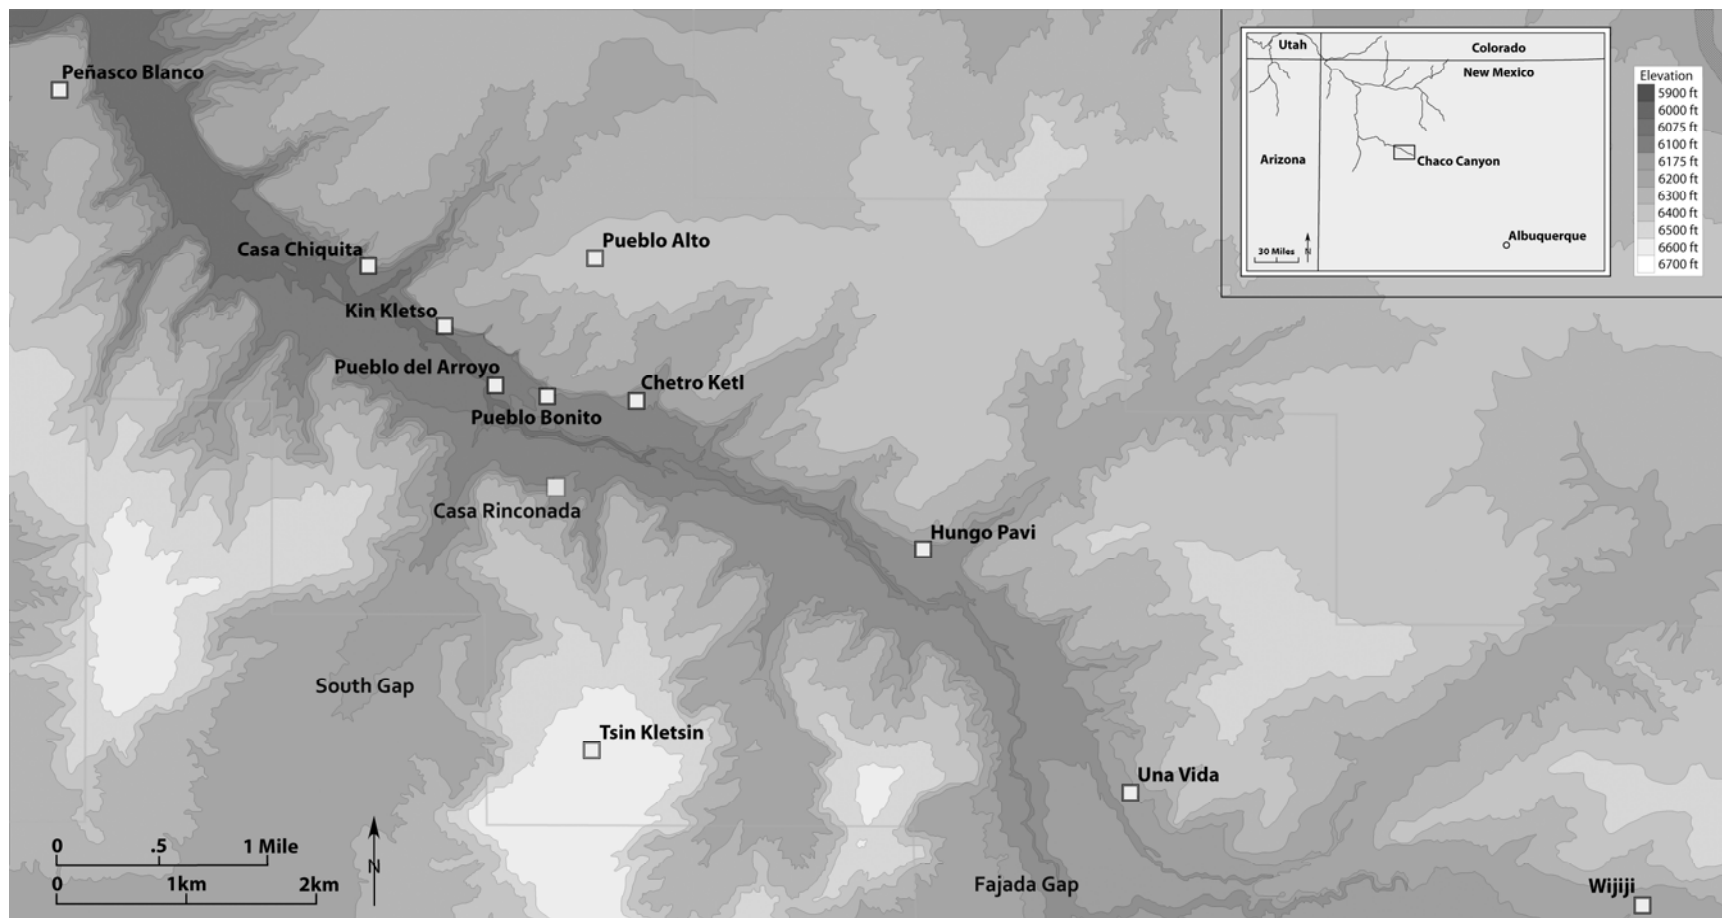 Peñasco Blanco
Casa Chiquita
Pueblo Alto
Kin Kletso
Pueblo del Arroyo
Chetro Ketl
Pueblo Bonito
Casa Rinconada
Hungo Pavi
South Gap
Tsin Kletsin
Una Vida
Fajada Gap
Wijiji
0 .5 1 Mile
0 1km 2km
N
Utah
Colorado
New Mexico
Arizona
Chaco Canyon
Albuquerque
30 Miles
N
Elevation
5900 ft
6000 ft
6075 ft
6100 ft
6175 ft
6200 ft
6300 ft
6400 ft
6500 ft
6600 ft
6700 ft